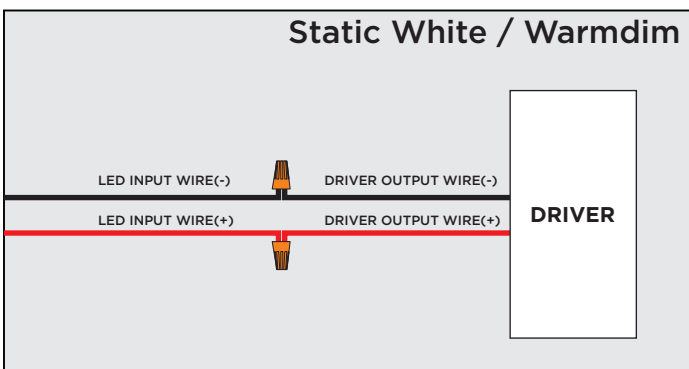 Static White / Warmdim
LED INPUT WIRE(-) DRIVER OUTPUT WIRE(-)
LED INPUT WIRE(+) DRIVER OUTPUT WIRE(+)
DRIVER